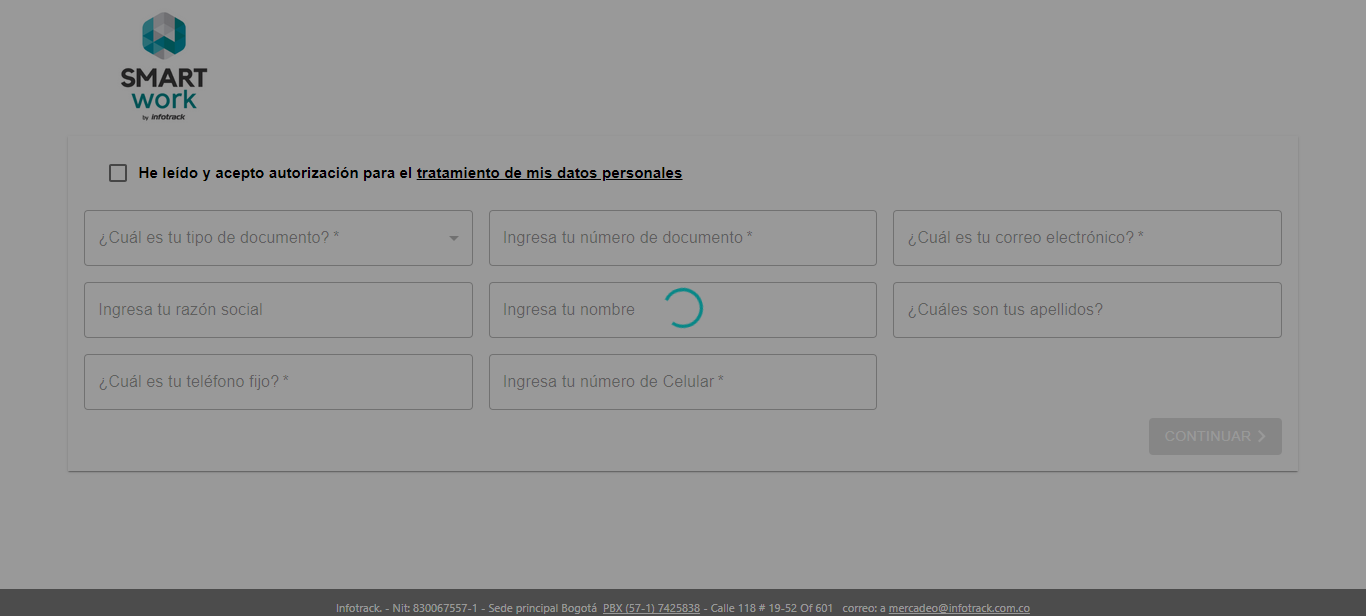 SMART
work
by infotrack
He leído y acepto autorización para el tratamiento de mis datos personales
¿Cuál es tu tipo de documento? *
Ingresa tu número de documento *
¿Cuál es tu correo electrónico? *
Ingresa tu razón social
Ingresa tu nombre
¿Cuáles son tus apellidos?
¿Cuál es tu teléfono fijo? *
Ingresa tu número de Celular *
CONTINUAR
Infotrack. - Nit: 830067557-1 - Sede principal Bogotá PBX (57-1) 7425838 - Calle 118 # 19-52 Of 601 correo: a mercadeo@infotrack.com.co